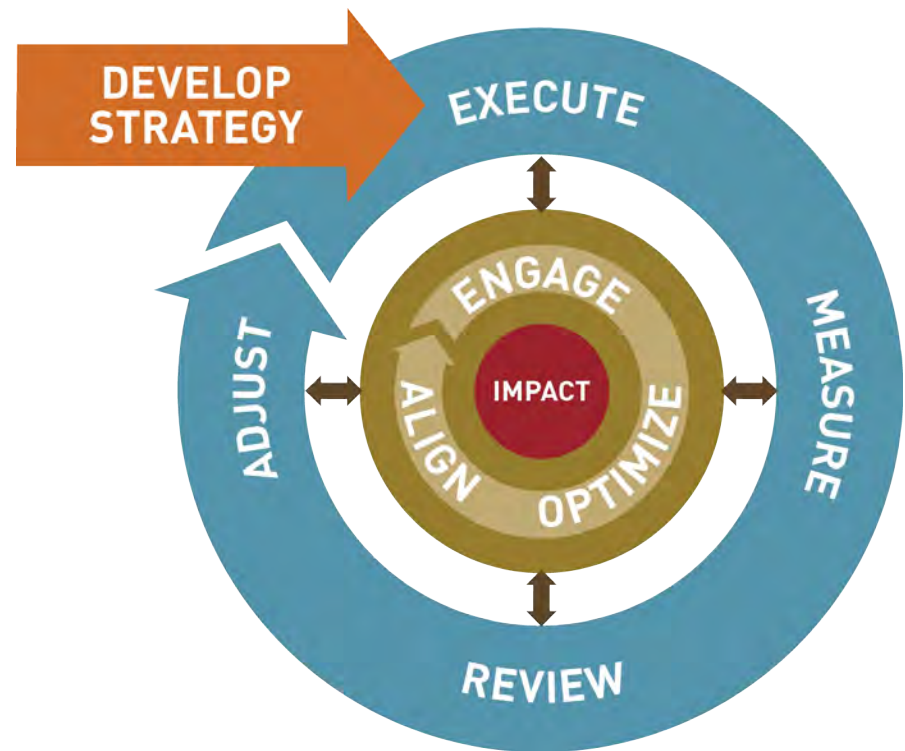 DEVELOP
STRATEGY
EXECUTE
MEASURE
REVIEW
ADJUST
ENGAGE
OPTIMIZE
ALIGN
IMPACT